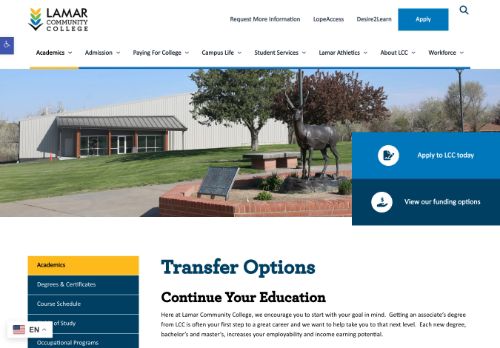 LAMAR
COMMUNITY
COLLEGE
Request More Information LopeAccess Desire2Learn Apply
Academics Admission Paying For College Campus Life Student Services Lamar Athletics About LCC Workforce
Apply to LCC today
View our funding options
Academics
Degrees & Certificates
Course Schedule
of Study
Occupational Programs
EN
Transfer Options
Continue Your Education
Here at Lamar Community College, we encourage you to start with your goal in mind. Getting an associate's degree
from LCC is often your first step to a great career and we want to help take you to that next level. Each new degree,
bachelor's and master's, increases your employability and income earning potential.